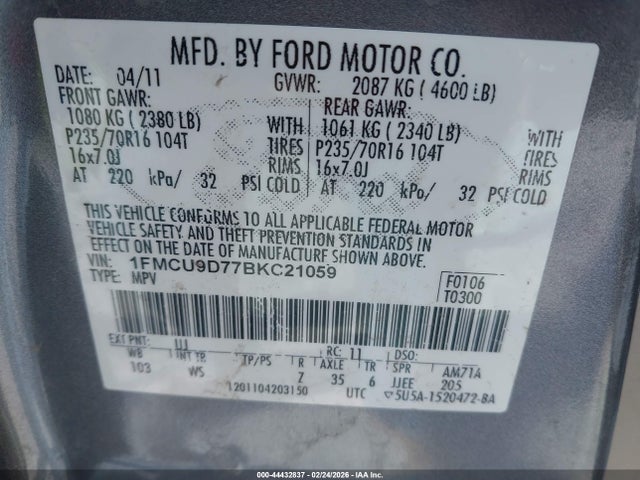 MFD. BY FORD MOTOR CO.
DATE: 04/11 GVWR: 2087 KG ( 4600 LB)
FRONT GAWR: REAR GAWR:
1080 KG ( 2380 LB) WITH 1061 KG ( 2340 LB) WITH
P235/70R16 104T TIRES P235/70R16 104T TIRES
16x7.0J RIMS 16x7.0J RIMS
AT 220 kPa/ 32 PSI COLD AT 220 kPa/ 32 PSI COLD
THIS VEHICLE CONFORMS TO ALL APPLICABLE FEDERAL MOTOR
VEHICLE SAFETY AND THEFT PREVENTION STANDARDS IN
EFFECT ON THE DATE OF MANUFACTURE SHOWN ABOVE.
VIN: 1FMCU9D77BKC21059
TYPE: MPV
F0106
T0300
EXT PNT: UJ RC: 11 DSO:
WB INT TR TP/PS R AXLE TR SPR AM71A
103 WS Z 35 6 JJEE 205
1201104203150 UTC 5U5A-1520472-BA
000-44432837 - 02/24/2026 - IAAI, Inc.